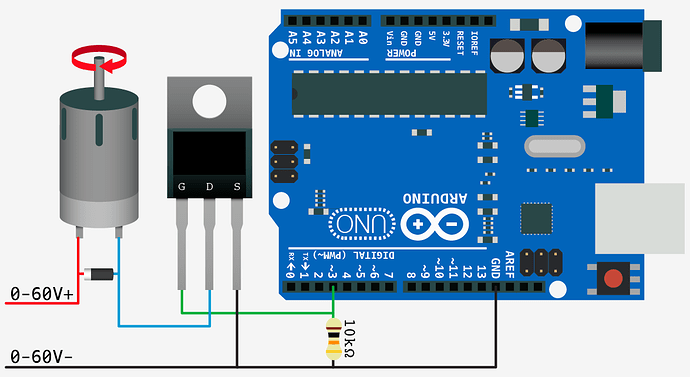 A5 A4 A3 A2 A1 A0
ANALOG IN
Vin GND GND 5V 3.3V RESET IOREF
POWER
G D S
UNO
ARDUINO
AREF
GND
DIGITAL (PWM~)
RX←0 TX→1 2 ~3 4 ~5 ~6 7 8 ~9 ~10 ~11 12 13
0-60V+
10kΩ
0-60V-